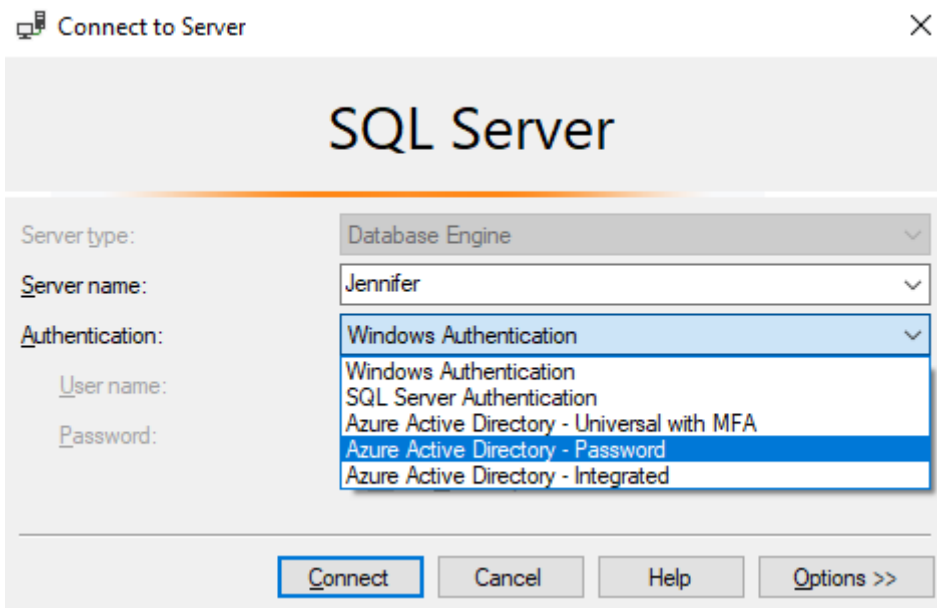 Connect to Server
SQL Server
Server type: Database Engine
Server name: Jennifer
Authentication: Windows Authentication
Windows Authentication
User name:
SQL Server Authentication
Azure Active Directory - Universal with MFA
Password:
Azure Active Directory - Password
Azure Active Directory - Integrated
Connect Cancel Help Options >>